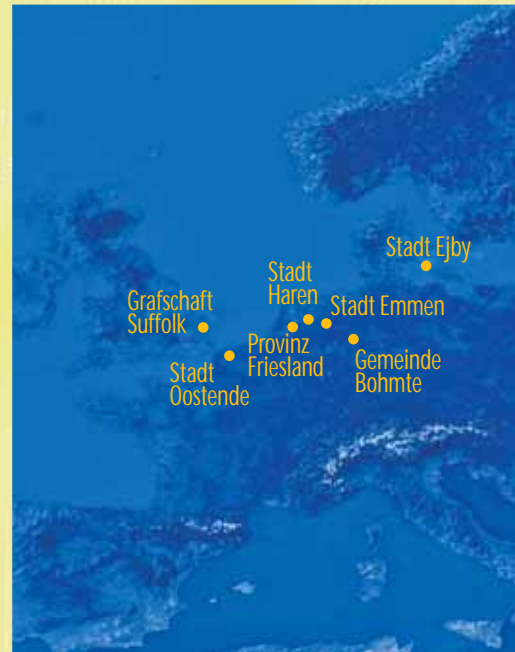 Stadt Ejby
Stadt
Haren
Stadt Emmen
Grafschaft
Suffolk
Provinz
Friesland
Gemeinde
Bohmte
Stadt
Oostende